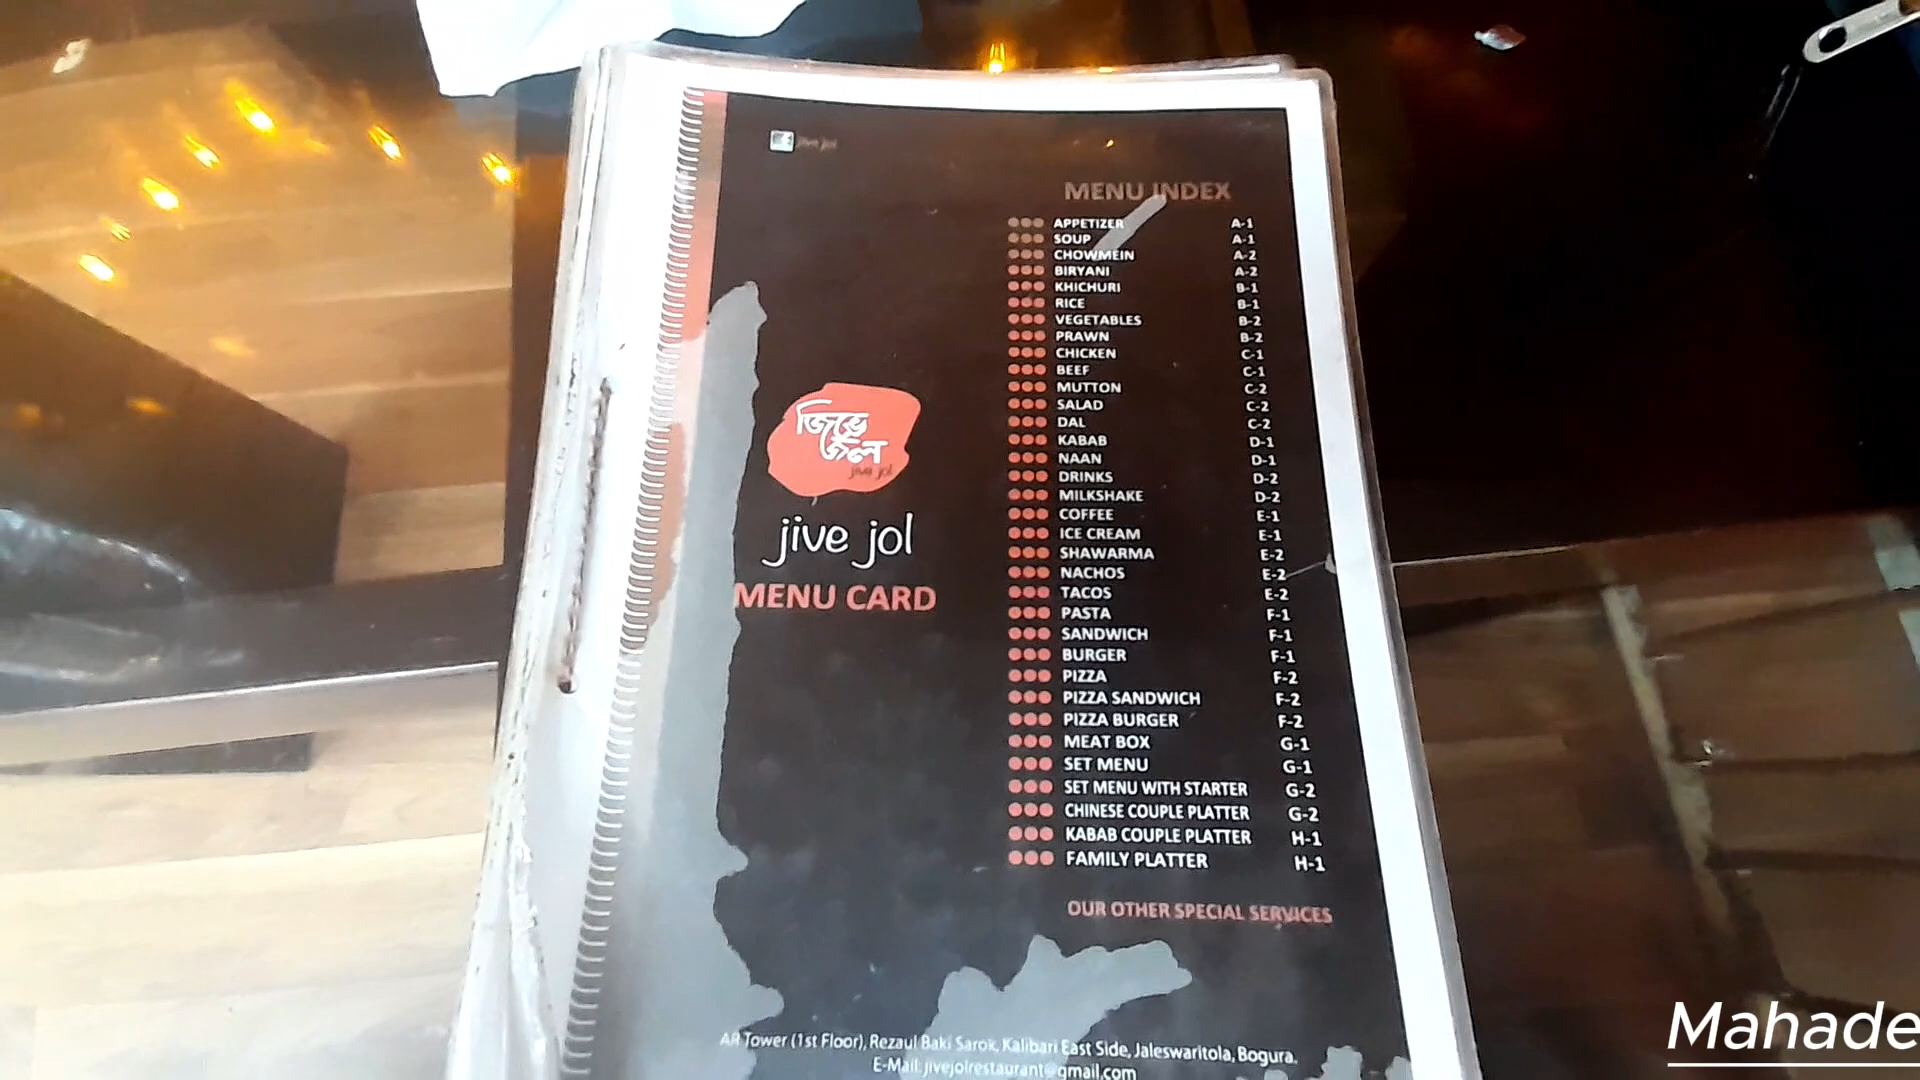 jive jol
MENU INDEX
APPETIZER A-1
SOUP A-1
CHOWMEIN A-2
BIRYANI A-2
KHICHURI B-1
RICE B-1
VEGETABLES B-2
PRAWN B-2
CHICKEN C-1
BEEF C-1
MUTTON C-2
SALAD C-2
DAL C-2
KABAB D-1
NAAN D-1
DRINKS D-2
MILKSHAKE D-2
COFFEE E-1
ICE CREAM E-1
SHAWARMA E-2
NACHOS E-2
TACOS E-2
PASTA F-1
SANDWICH F-1
BURGER F-1
PIZZA F-2
PIZZA SANDWICH F-2
PIZZA BURGER F-2
MEAT BOX G-1
SET MENU G-1
SET MENU WITH STARTER G-2
CHINESE COUPLE PLATTER G-2
KABAB COUPLE PLATTER H-1
FAMILY PLATTER H-1
OUR OTHER SPECIAL SERVICES
জিভে
জল
jive jol
jive jol
MENU CARD
AR Tower (1st Floor), Rezaul Baki Sarok, Kalibari East Side, Jaleswaritola, Bogura.
E-Mail: jivejolrestaurant@gmail.com
Mahade